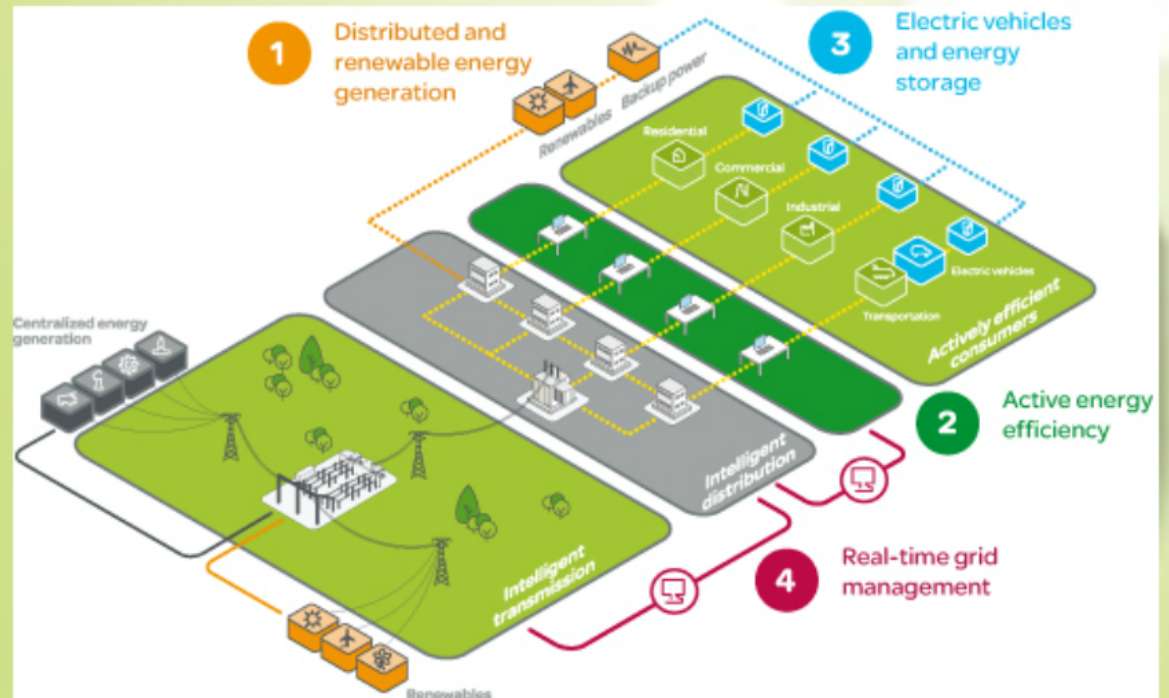 1
Distributed and
renewable energy
generation
Backup power
Renewables
3
Electric vehicles
and energy
storage
Residential
Commercial
Industrial
Electric vehicles
Transportation
Actively efficient
consumers
Centralized energy
generation
2
Active energy
efficiency
Intelligent
distribution
4
Real-time grid
management
Intelligent
transmission
Renewables